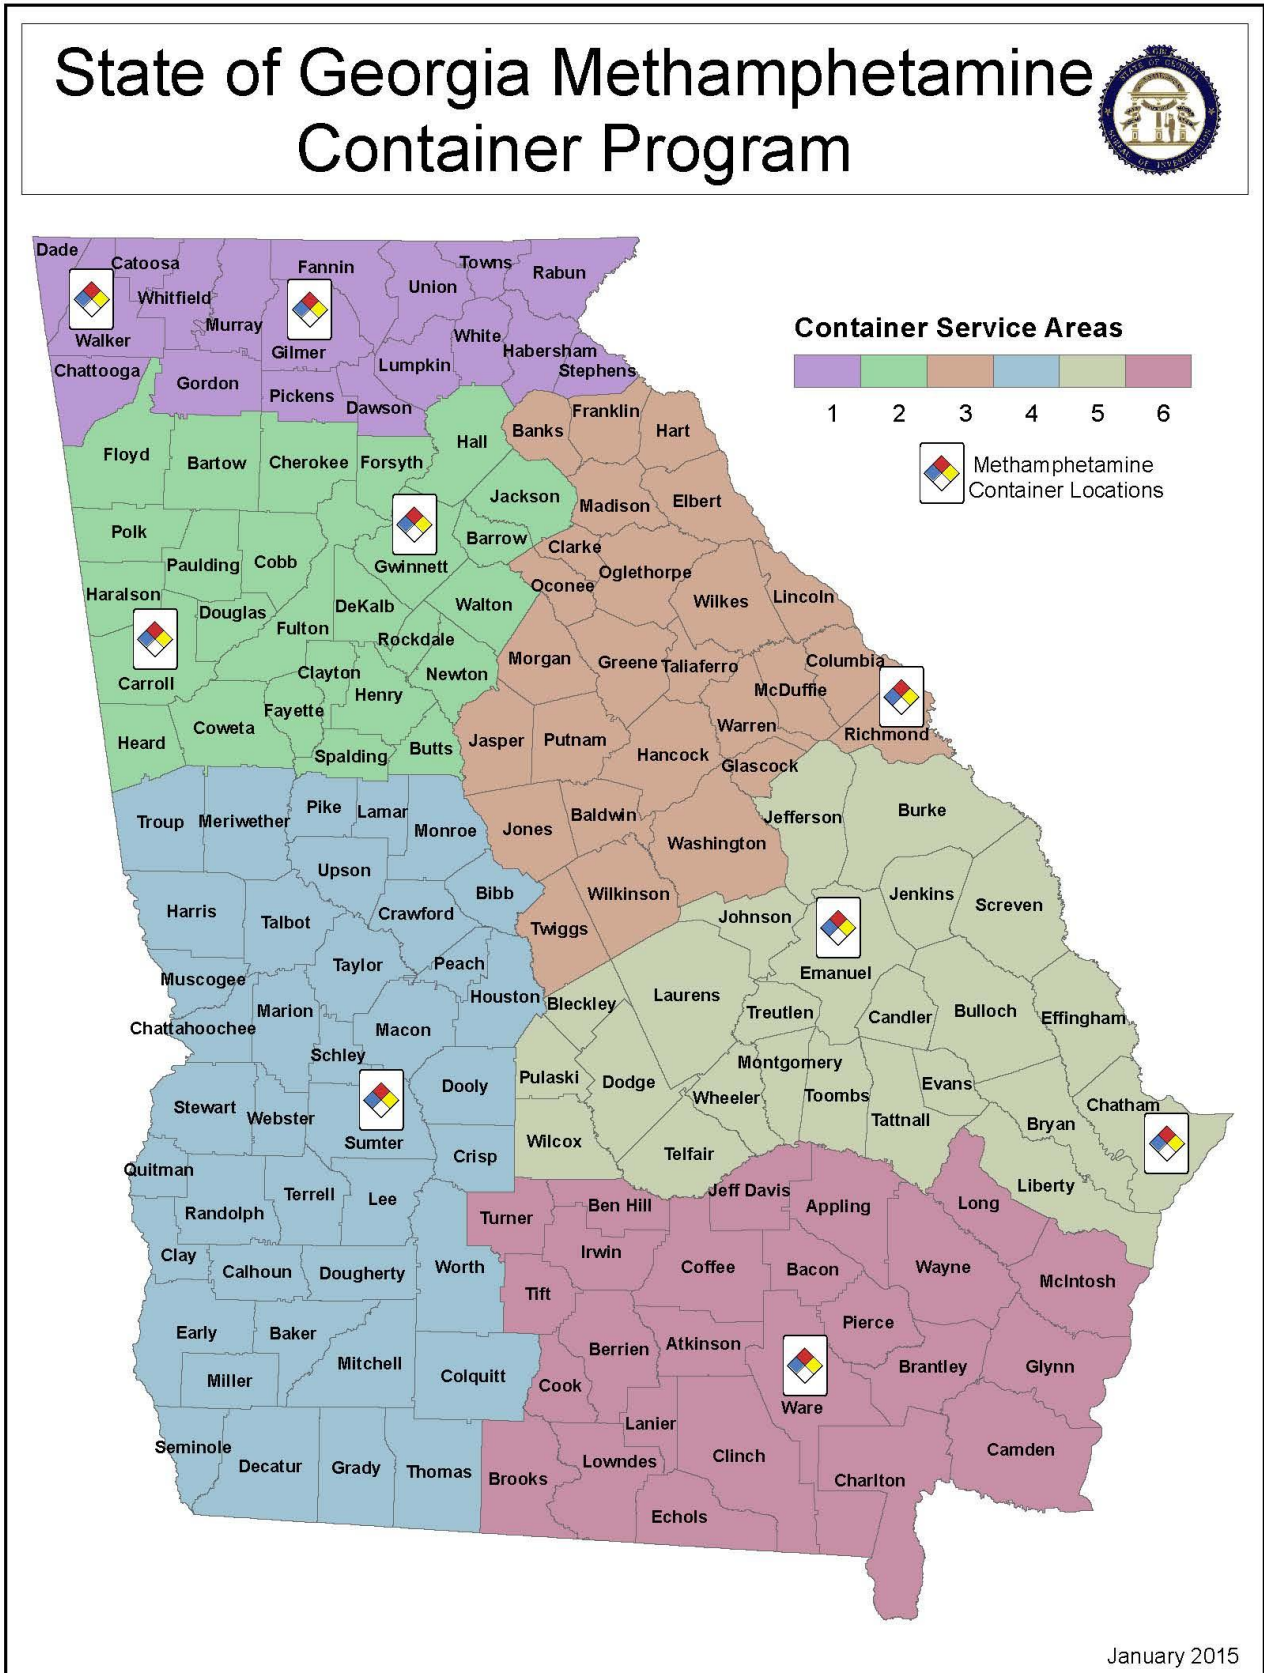 State of Georgia Methamphetamine
Container Program
STATE OF GEORGIA
BUREAU OF INVESTIGATION
Container Service Areas
1 2 3 4 5 6
Methamphetamine
Container Locations
Dade
Catoosa
Whitfield
Walker
Murray
Fannin
Gilmer
Union
Towns
Rabun
White
Habersham
Stephens
Lumpkin
Chattooga
Gordon
Pickens
Dawson
Floyd
Bartow
Cherokee
Forsyth
Hall
Banks
Franklin
Hart
Jackson
Madison
Elbert
Polk
Paulding
Cobb
Gwinnett
Barrow
Clarke
Oconee
Oglethorpe
Wilkes
Lincoln
Haralson
Douglas
Fulton
DeKalb
Rockdale
Walton
Carroll
Clayton
Henry
Newton
Morgan
Greene
Taliaferro
Columbia
McDuffie
Richmond
Warren
Heard
Coweta
Fayette
Spalding
Butts
Jasper
Putnam
Hancock
Glascock
Troup
Meriwether
Pike
Lamar
Monroe
Jones
Baldwin
Washington
Jefferson
Burke
Upson
Bibb
Wilkinson
Harris
Talbot
Crawford
Twiggs
Johnson
Jenkins
Screven
Muscogee
Taylor
Peach
Houston
Bleckley
Laurens
Emanuel
Chattahoochee
Marion
Macon
Schley
Treutlen
Candler
Bulloch
Effingham
Stewart
Webster
Sumter
Dooly
Pulaski
Dodge
Wheeler
Montgomery
Toombs
Tattnall
Evans
Chatham
Bryan
Quitman
Crisp
Wilcox
Telfair
Liberty
Randolph
Terrell
Lee
Turner
Ben Hill
Jeff Davis
Appling
Long
Clay
Calhoun
Dougherty
Worth
Irwin
Tift
Coffee
Bacon
Wayne
McIntosh
Early
Baker
Mitchell
Miller
Colquitt
Berrien
Cook
Atkinson
Pierce
Ware
Brantley
Glynn
Seminole
Decatur
Grady
Thomas
Brooks
Lanier
Lowndes
Clinch
Echols
Charlton
Camden
January 2015